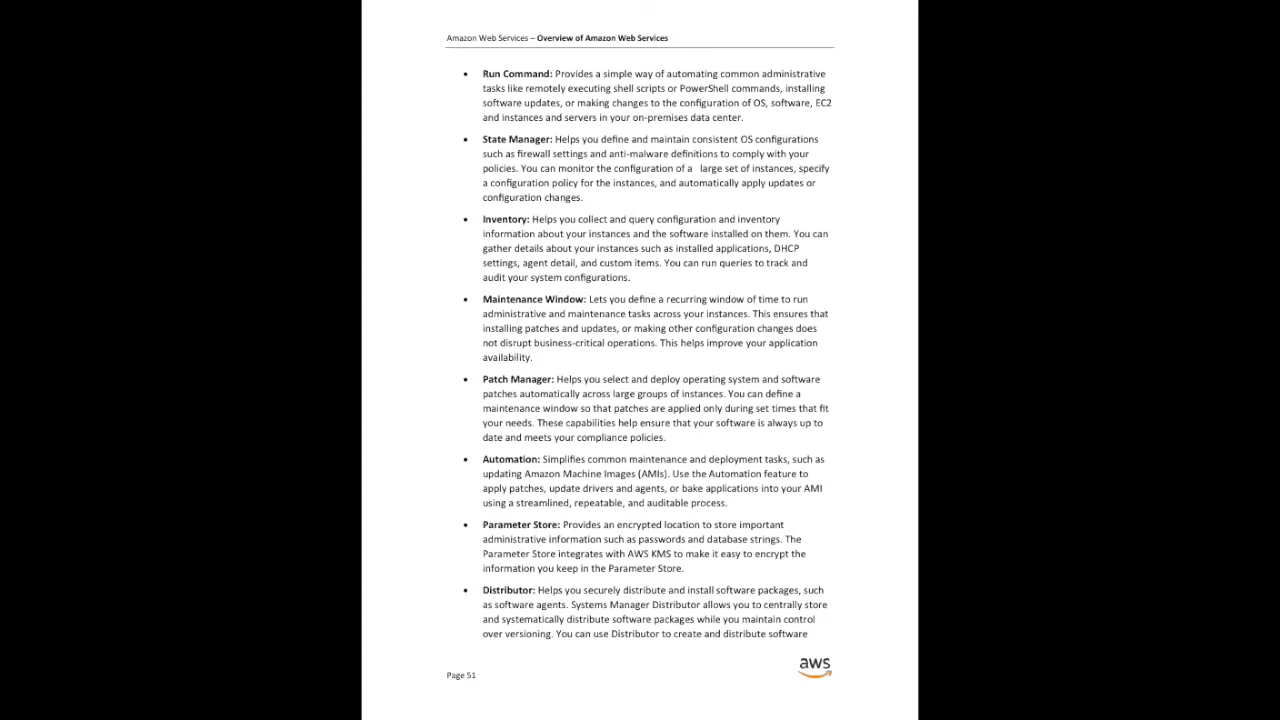 Amazon Web Services – Overview of Amazon Web Services
• Run Command: Provides a simple way of automating common administrative
tasks like remotely executing shell scripts or PowerShell commands, installing
software updates, or making changes to the configuration of OS, software, EC2
and instances and servers in your on-premises data center.
• State Manager: Helps you define and maintain consistent OS configurations
such as firewall settings and anti-malware definitions to comply with your
policies. You can monitor the configuration of a large set of instances, specify
a configuration policy for the instances, and automatically apply updates or
configuration changes.
• Inventory: Helps you collect and query configuration and inventory
information about your instances and the software installed on them. You can
gather details about your instances such as installed applications, DHCP
settings, agent detail, and custom items. You can run queries to track and
audit your system configurations.
• Maintenance Window: Lets you define a recurring window of time to run
administrative and maintenance tasks across your instances. This ensures that
installing patches and updates, or making other configuration changes does
not disrupt business-critical operations. This helps improve your application
availability.
• Patch Manager: Helps you select and deploy operating system and software
patches automatically across large groups of instances. You can define a
maintenance window so that patches are applied only during set times that fit
your needs. These capabilities help ensure that your software is always up to
date and meets your compliance policies.
• Automation: Simplifies common maintenance and deployment tasks, such as
updating Amazon Machine Images (AMIs). Use the Automation feature to
apply patches, update drivers and agents, or bake applications into your AMI
using a streamlined, repeatable, and auditable process.
• Parameter Store: Provides an encrypted location to store important
administrative information such as passwords and database strings. The
Parameter Store integrates with AWS KMS to make it easy to encrypt the
information you keep in the Parameter Store.
• Distributor: Helps you securely distribute and install software packages, such
as software agents. Systems Manager Distributor allows you to centrally store
and systematically distribute software packages while you maintain control
over versioning. You can use Distributor to create and distribute software
aws
Page 51